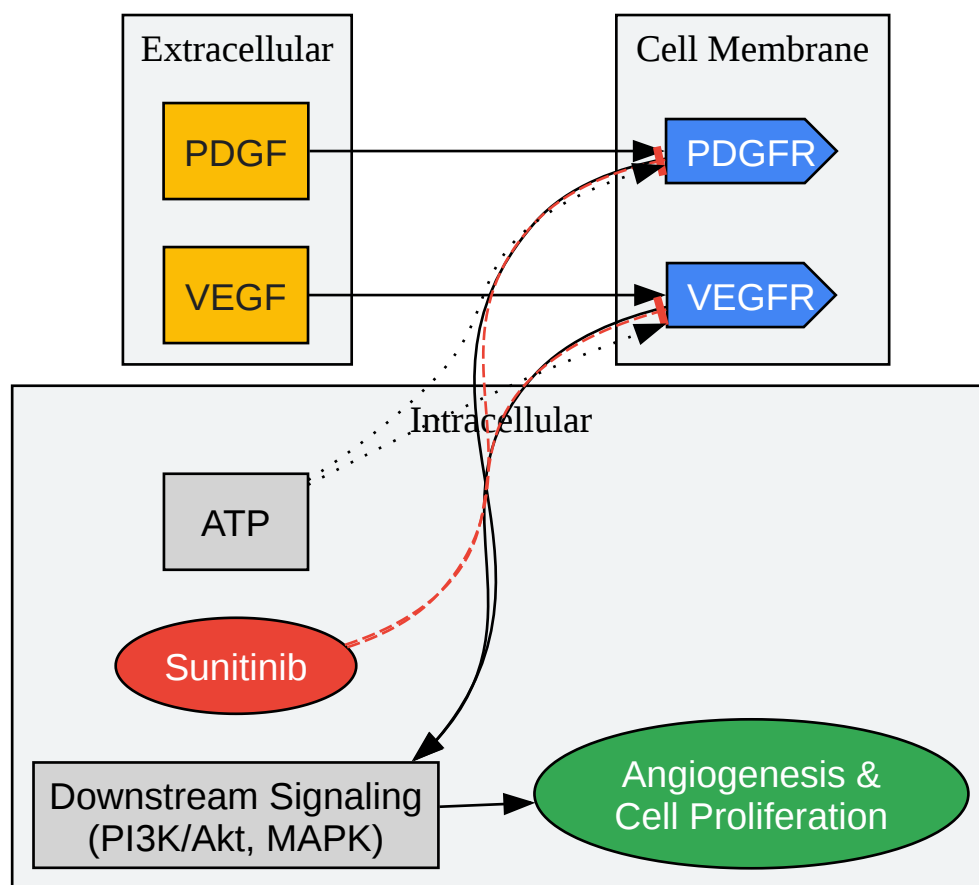 Extracellular
Cell Membrane
PDGF
PDGFR
VEGF
VEGFR
Intracellular
ATP
Sunitinib
Downstream Signaling
(PI3K/Akt, MAPK)
Angiogenesis &
Cell Proliferation